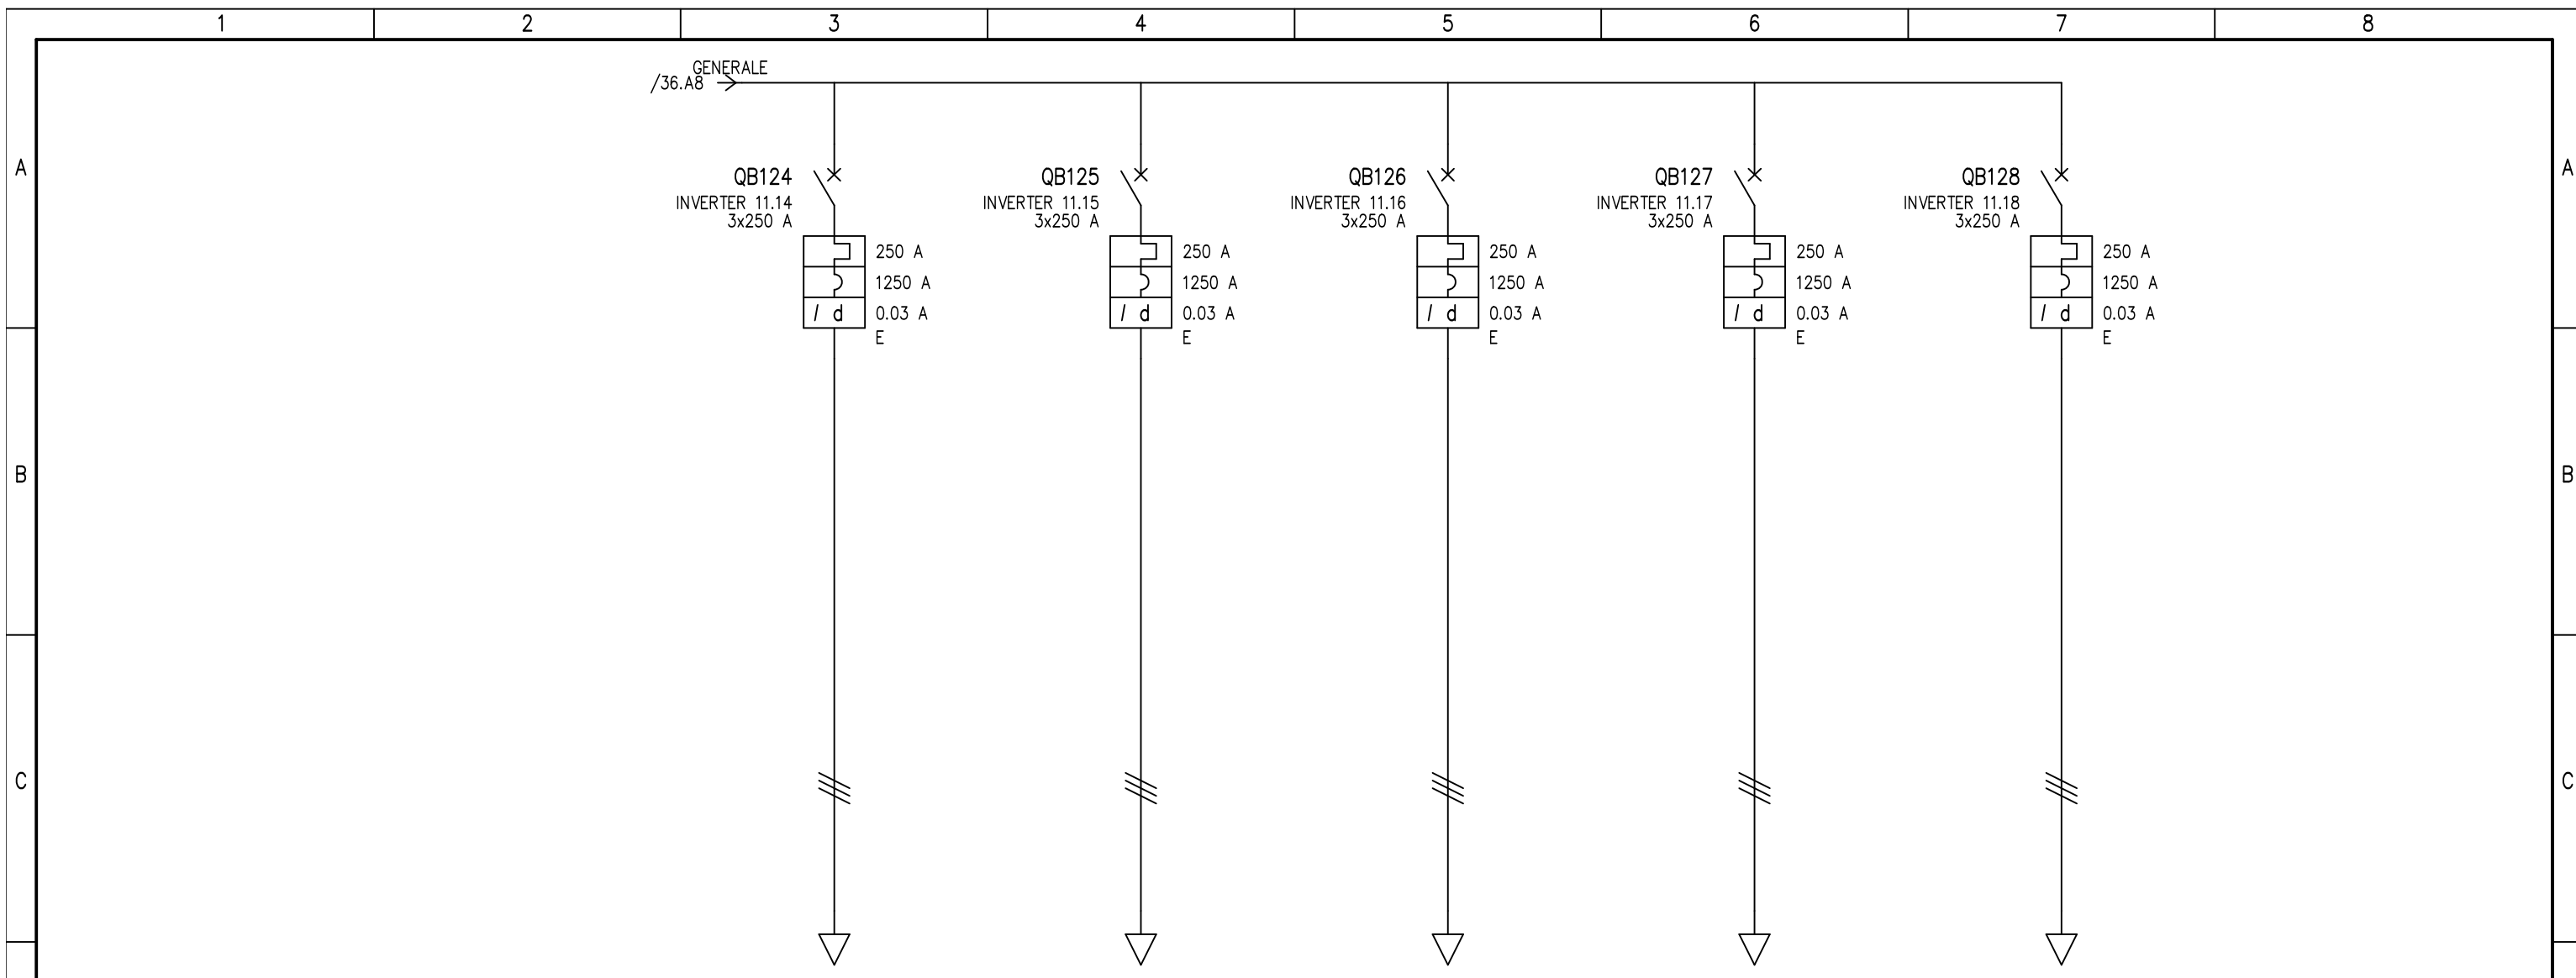 1 2 3 4 5 6 7 8
GENERALE
/36.A8
A A
QB124 QB125 QB126 QB127 QB128
INVERTER 11.14 INVERTER 11.15 INVERTER 11.16 INVERTER 11.17 INVERTER 11.18
3x250 A 3x250 A 3x250 A 3x250 A 3x250 A
250 A 250 A 250 A 250 A 250 A
1250 A 1250 A 1250 A 1250 A 1250 A
I d 0.03 A I d 0.03 A I d 0.03 A I d 0.03 A I d 0.03 A
E E E E E
B B
C C